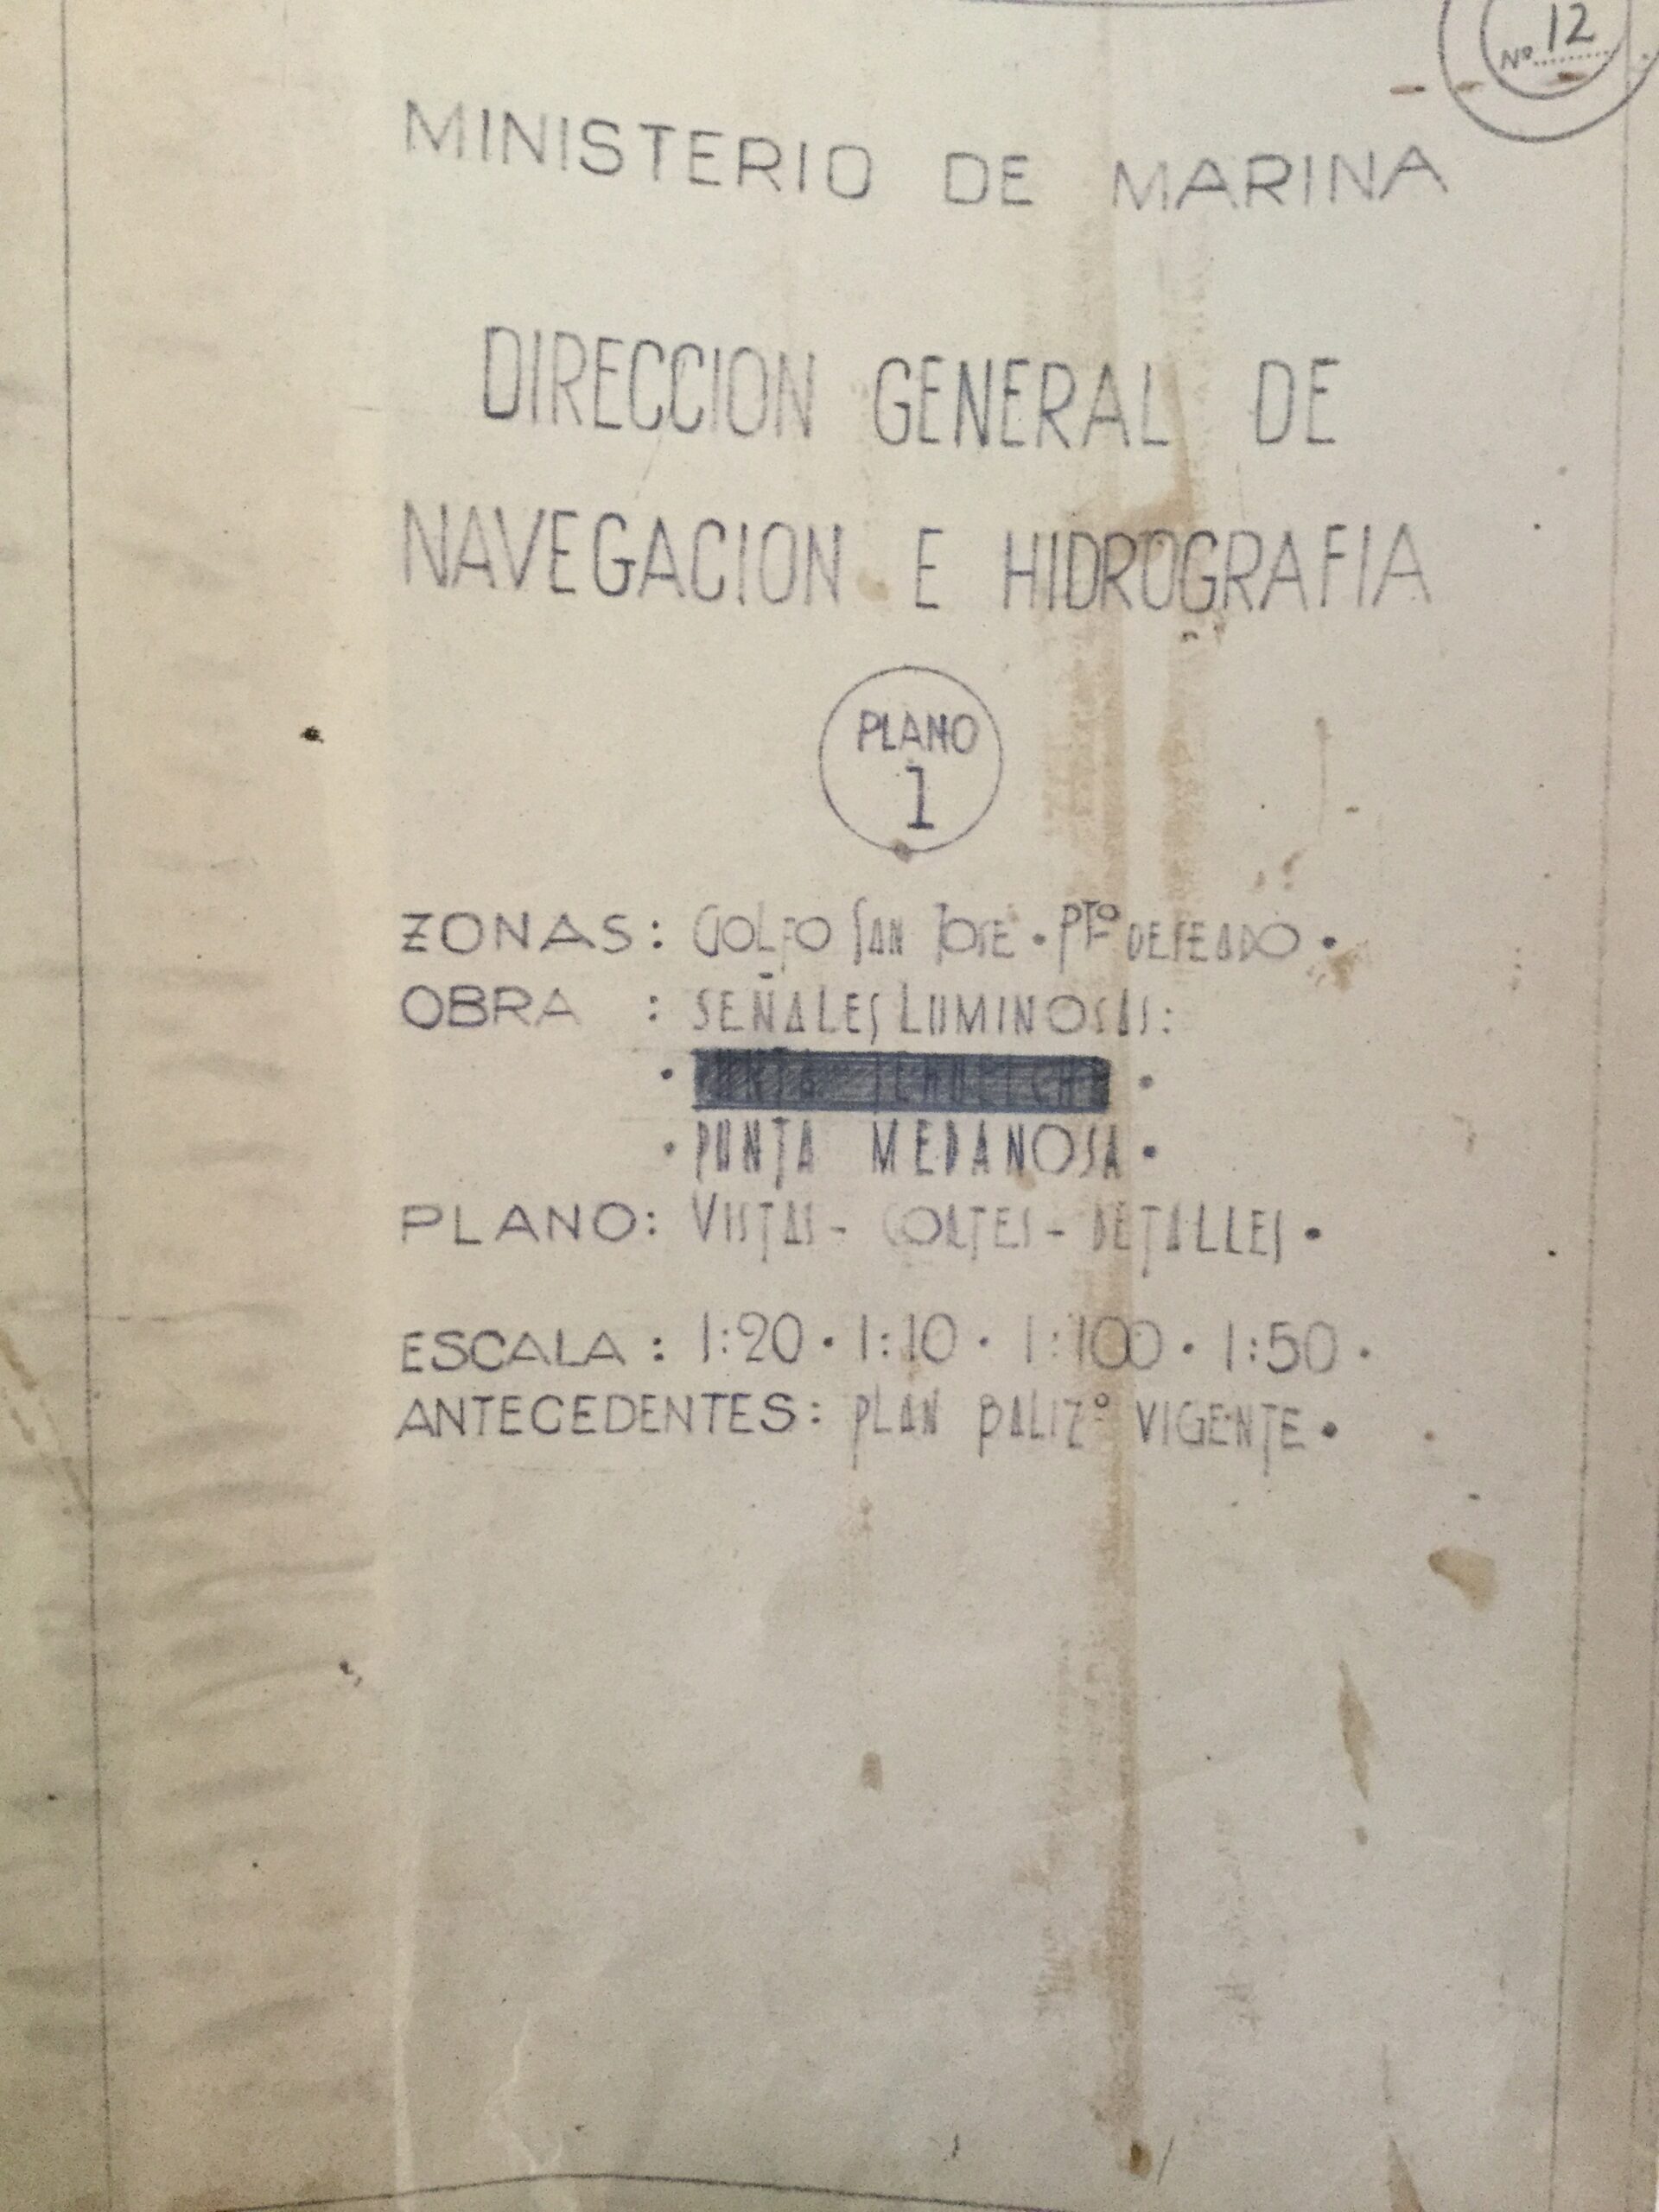 Nº 12
MINISTERIO DE MARINA
DIRECCION GENERAL DE
NAVEGACION E HIDROGRAFIA
PLANO
1
ZONAS: GOLFO SAN JOSE • PTO DESEADO •
OBRA : SEÑALES LUMINOSAS:
• PUNTA •
• PUNTA MEDANOSA •
PLANO: VISTAS - CORTES - DETALLES •
ESCALA : 1:20 • 1:10 • 1:100 • 1:50 •
ANTECEDENTES: PLAN BALIZº VIGENTE •